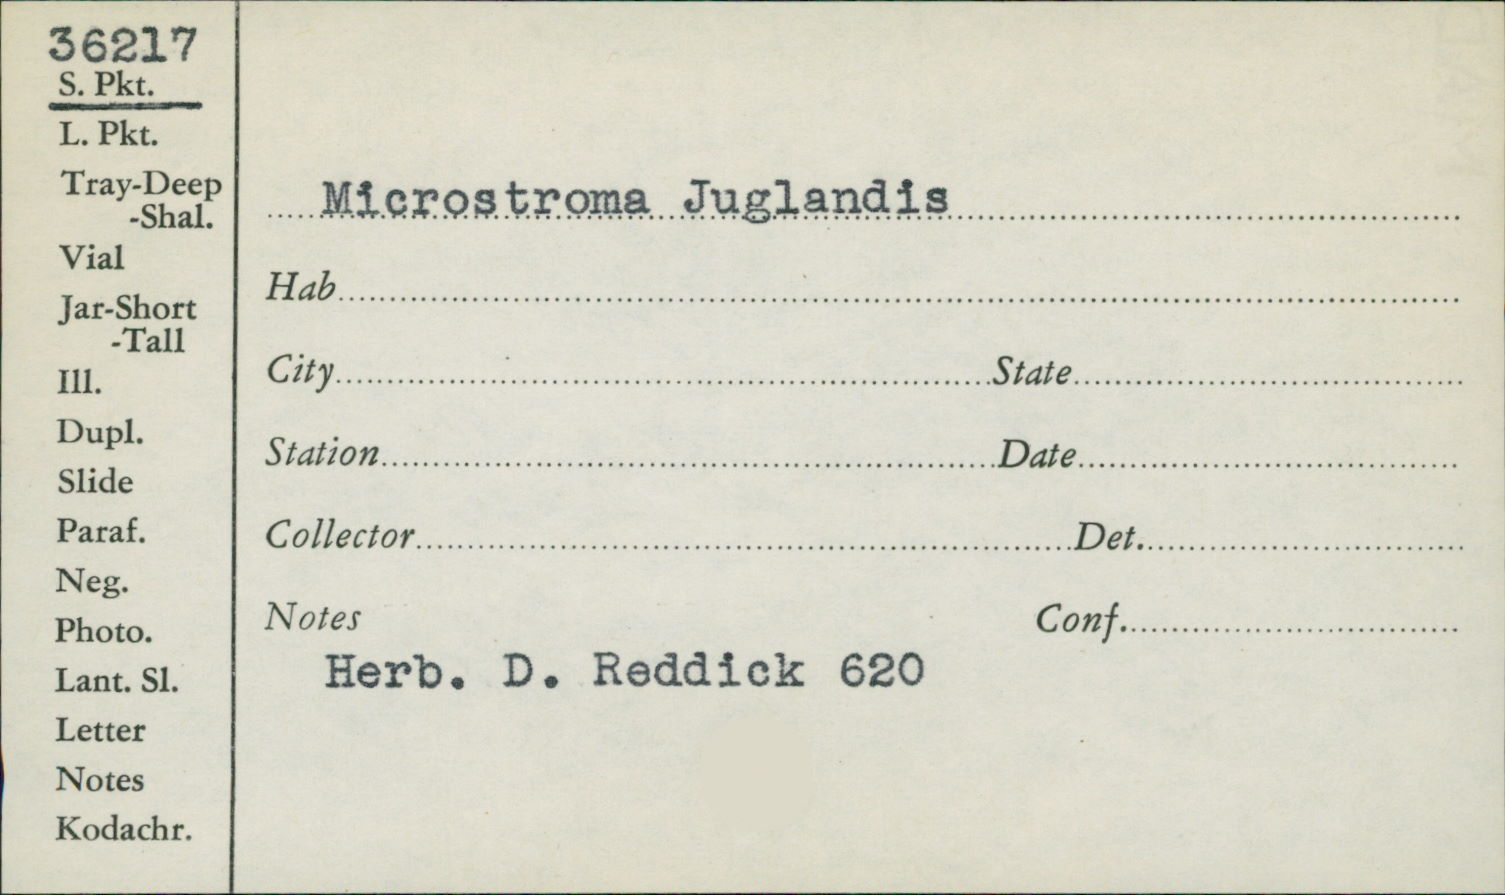 36217
S. Pkt.
L. Pkt.
Tray-Deep
-Shal.
Vial
Jar-Short
-Tall
Ill.
Dupl.
Slide
Paraf.
Neg.
Photo.
Lant. Sl.
Letter
Notes
Kodachr.
Microstroma Juglandis
Hab
City State
Station Date
Collector Det.
Notes Conf.
Herb. D. Reddick 620